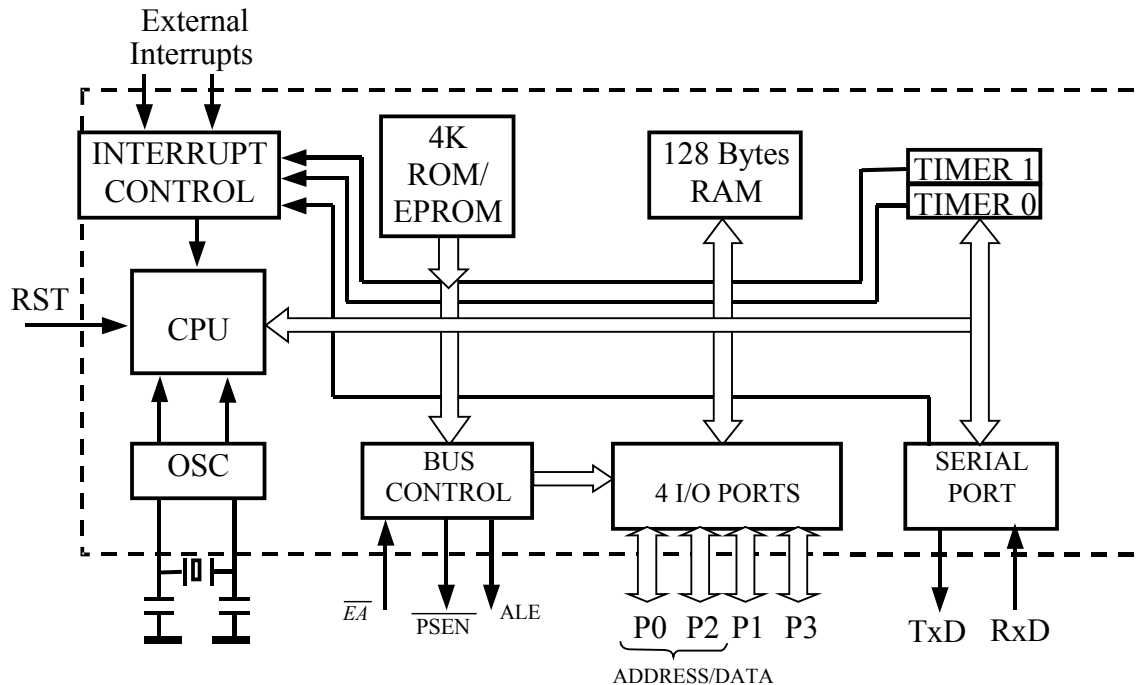 External
Interrupts
INTERRUPT
CONTROL
4K
ROM/
EPROM
128 Bytes
RAM
TIMER 1
TIMER 0
RST
CPU
OSC
BUS
CONTROL
4 I/O PORTS
SERIAL
PORT
EA
PSEN
ALE
P0 P2 P1 P3
TxD RxD
ADDRESS/DATA